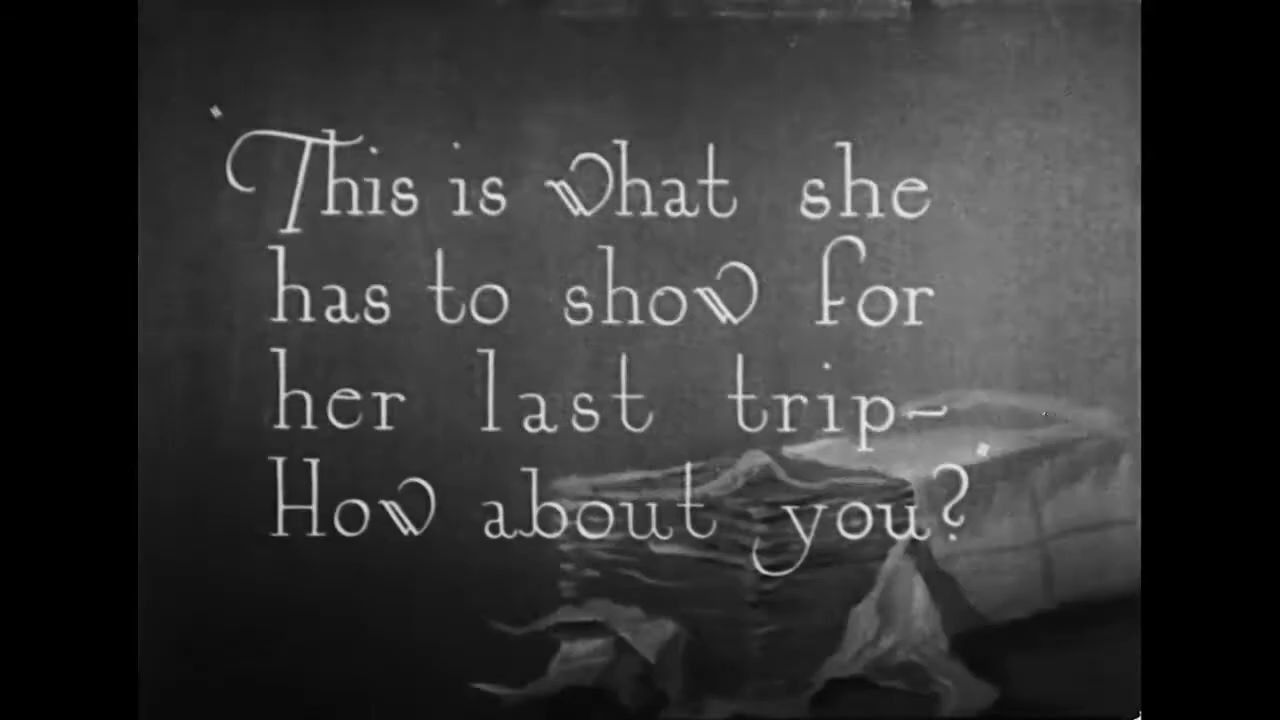 This is what she
has to show for
her last trip-
How about you?